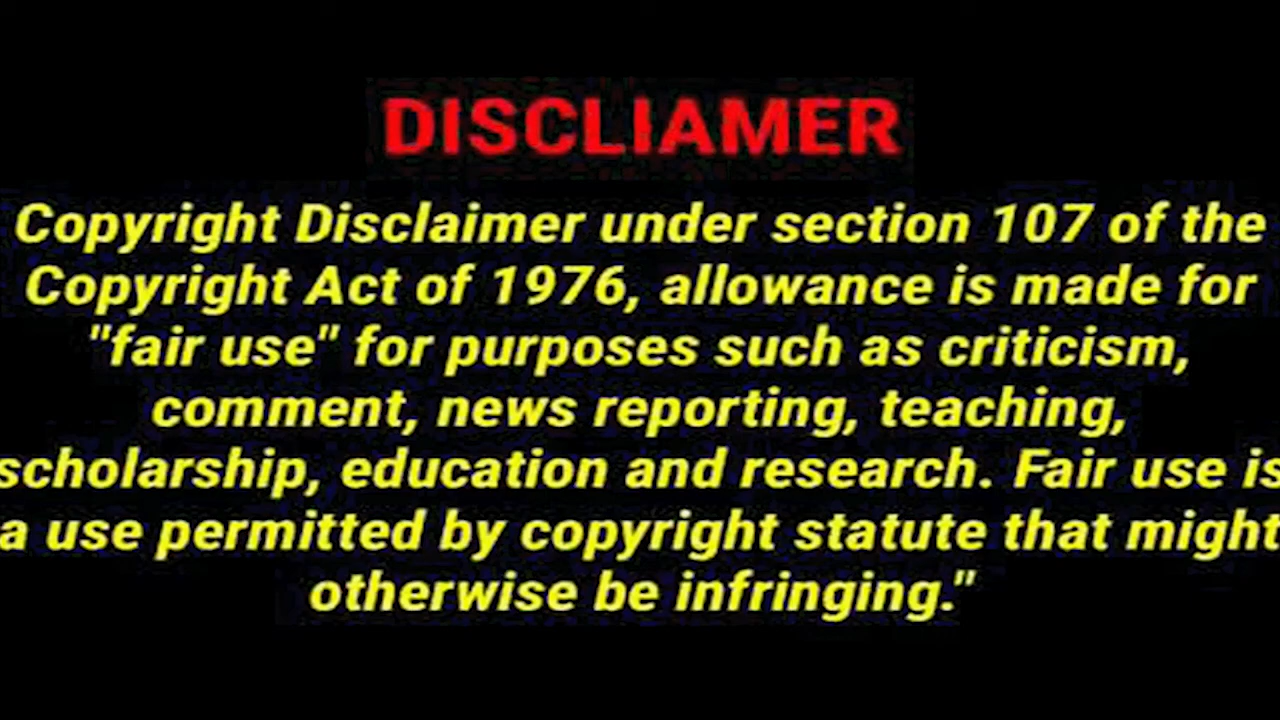 DISCLIAMER
Copyright Disclaimer under section 107 of the
Copyright Act of 1976, allowance is made for
"fair use" for purposes such as criticism,
comment, news reporting, teaching,
scholarship, education and research. Fair use is
a use permitted by copyright statute that might
otherwise be infringing."